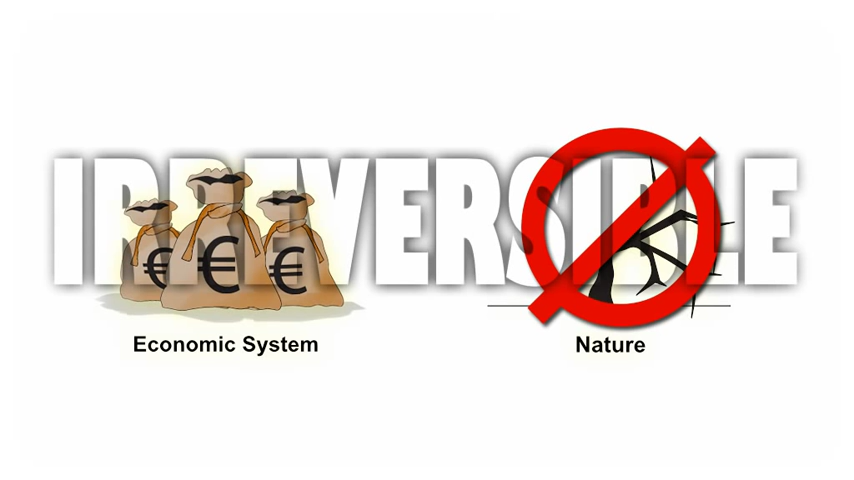 IRREVERSIBLE
€ € €
Economic System
Nature